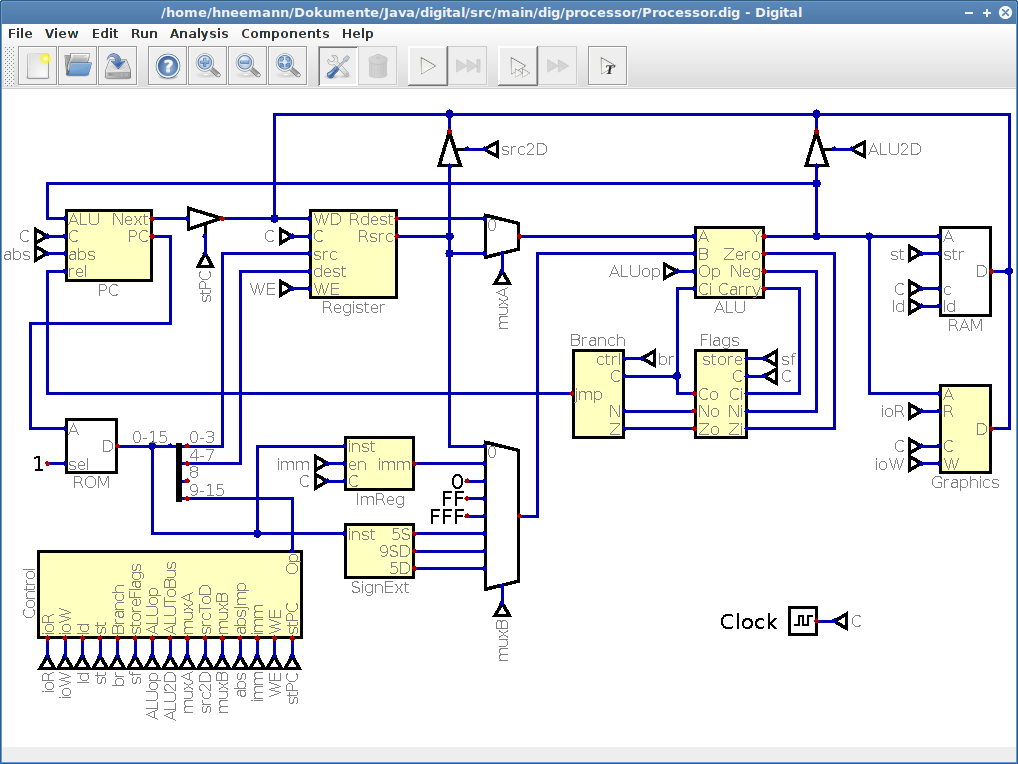 /home/hneemann/Dokumente/Java/digital/src/main/dig/processor/Processor.dig - Digital
File View Edit Run Analysis Components Help
src2D
ALU2D
ALU Next
C PC
abs
rel
PC
C
abs
stPC
WD Rdest
C Rsrc
src
dest
WE
Register
C
WE
0
muxA
A Y
B Zero
Op Neg
Ci Carry
ALU
ALUop
A
str
D
c
ld
RAM
st
C
ld
Branch
ctrl
C
jmp
N
Z
br
Flags
store
C
Co Ci
No Ni
Zo Zi
sf
C
A
R
D
C
W
Graphics
ioR
C
ioW
A
D
sel
ROM
1
0-15
0-3
4-7
8
9-15
inst
en imm
C
ImReg
imm
C
0
0
FF
FFF
muxB
inst 5S
9SD
5D
SignExt
Control
Op
ioR
ioW
ld
st
Branch
storeFlags
ALUop
ALUToBus
muxA
srcToD
muxB
absJmp
imm
WE
stPC
ioR
ioW
ld
st
br
sf
ALUop
ALU2D
muxA
src2D
muxB
abs
imm
WE
stPC
Clock
C